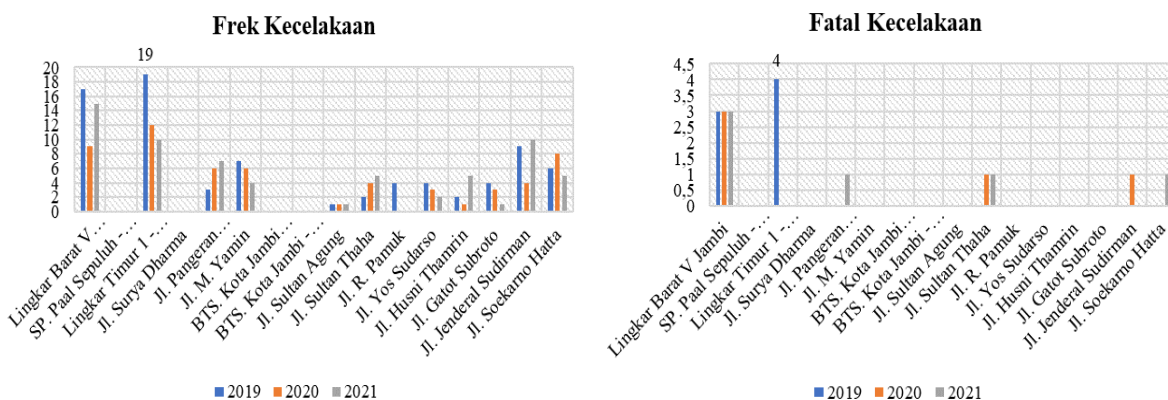 Frek Kecelakaan
19
20
18
16
14
12
10
8
6
4
2
0
Lingkar Barat V…
SP. Paal Sepuluh -…
Lingkar Timur 1 -…
Jl. Surya Dharma
Jl. Pangeran…
Jl. M. Yamin
BTS. Kota Jambi…
BTS. Kota Jambi -…
Jl. Sultan Agung
Jl. Sultan Thaha
Jl. R. Pamuk
Jl. Yos Sudarso
Jl. Husni Thamrin
Jl. Gatot Subroto
Jl. Jenderal Sudirman
Jl. Soekarno Hatta
2019 2020 2021
Fatal Kecelakaan
4
4,5
4
3,5
3
2,5
2
1,5
1
0,5
0
Lingkar Barat V Jambi
SP. Paal Sepuluh -…
Lingkar Timur 1 -…
Jl. Surya Dharma
Jl. Pangeran…
Jl. M. Yamin
BTS. Kota Jambi…
BTS. Kota Jambi -…
Jl. Sultan Agung
Jl. Sultan Thaha
Jl. R. Pamuk
Jl. Yos Sudarso
Jl. Husni Thamrin
Jl. Gatot Subroto
Jl. Jenderal Sudirman
Jl. Soekarno Hatta
2019 2020 2021